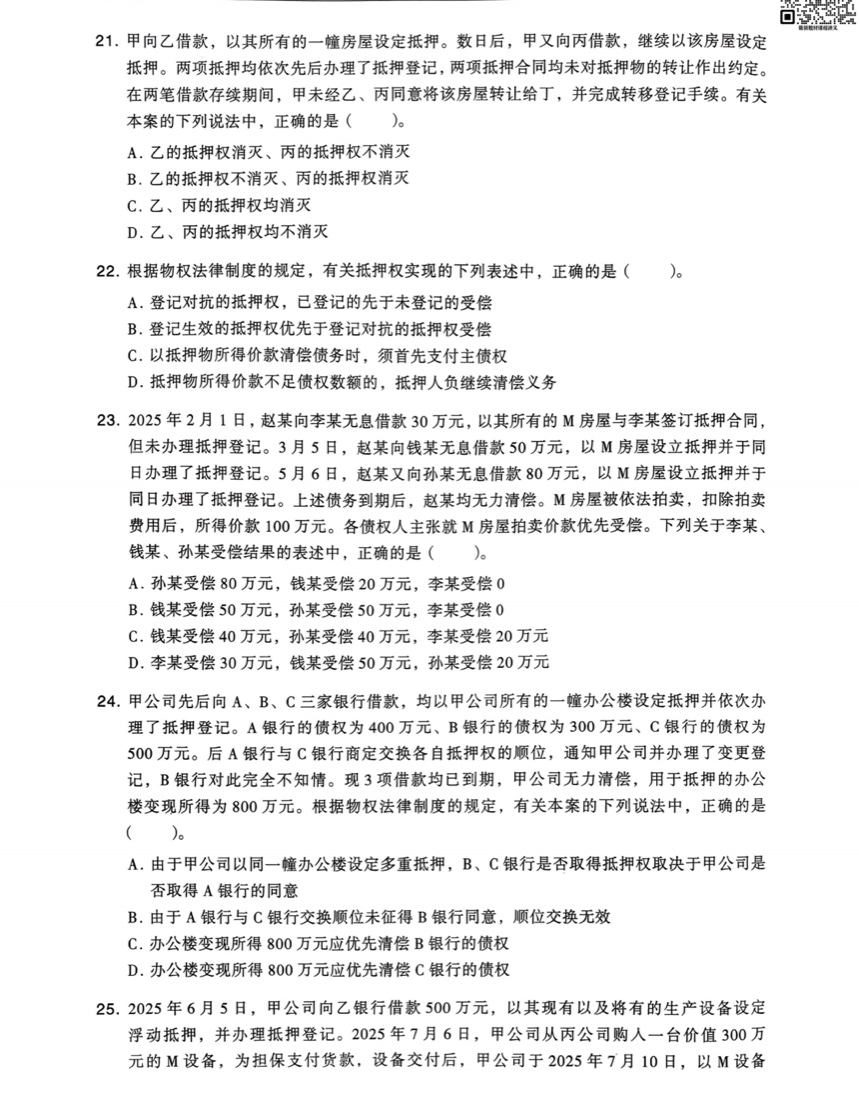 21. 甲向乙借款，以其所有的一幢房屋设定抵押。数日后，甲又向丙借款，继续以该房屋设定
抵押。两项抵押均依次先后办理了抵押登记，两项抵押合同均未对抵押物的转让作出约定。
在两笔借款存续期间，甲未经乙、丙同意将该房屋转让给丁，并完成转移登记手续。有关
本案的下列说法中，正确的是（　　）。
A. 乙的抵押权消灭、丙的抵押权不消灭
B. 乙的抵押权不消灭、丙的抵押权消灭
C. 乙、丙的抵押权均消灭
D. 乙、丙的抵押权均不消灭
22. 根据物权法律制度的规定，有关抵押权实现的下列表述中，正确的是（　　）。
A. 登记对抗的抵押权，已登记的先于未登记的受偿
B. 登记生效的抵押权优先于登记对抗的抵押权受偿
C. 以抵押物所得价款清偿债务时，须首先支付主债权
D. 抵押物所得价款不足债权数额的，抵押人负继续清偿义务
23. 2025 年 2 月 1 日，赵某向李某无息借款 30 万元，以其所有的 M 房屋与李某签订抵押合同，
但未办理抵押登记。3 月 5 日，赵某向钱某无息借款 50 万元，以 M 房屋设立抵押并于同
日办理了抵押登记。5 月 6 日，赵某又向孙某无息借款 80 万元，以 M 房屋设立抵押并于
同日办理了抵押登记。上述债务到期后，赵某均无力清偿。M 房屋被依法拍卖，扣除拍卖
费用后，所得价款 100 万元。各债权人主张就 M 房屋拍卖价款优先受偿。下列关于李某、
钱某、孙某受偿结果的表述中，正确的是（　　）。
A. 孙某受偿 80 万元，钱某受偿 20 万元，李某受偿 0
B. 钱某受偿 50 万元，孙某受偿 50 万元，李某受偿 0
C. 钱某受偿 40 万元，孙某受偿 40 万元，李某受偿 20 万元
D. 李某受偿 30 万元，钱某受偿 50 万元，孙某受偿 20 万元
24. 甲公司先后向 A、B、C 三家银行借款，均以甲公司所有的一幢办公楼设定抵押并依次办
理了抵押登记。A 银行的债权为 400 万元、B 银行的债权为 300 万元、C 银行的债权为
500 万元。后 A 银行与 C 银行商定交换各自抵押权的顺位，通知甲公司并办理了变更登
记，B 银行对此完全不知情。现 3 项借款均已到期，甲公司无力清偿，用于抵押的办公
楼变现所得为 800 万元。根据物权法律制度的规定，有关本案的下列说法中，正确的是
（　　）。
A. 由于甲公司以同一幢办公楼设定多重抵押，B、C 银行是否取得抵押权取决于甲公司是
否取得 A 银行的同意
B. 由于 A 银行与 C 银行交换顺位未征得 B 银行同意，顺位交换无效
C. 办公楼变现所得 800 万元应优先清偿 B 银行的债权
D. 办公楼变现所得 800 万元应优先清偿 C 银行的债权
25. 2025 年 6 月 5 日，甲公司向乙银行借款 500 万元，以其现有以及将有的生产设备设定
浮动抵押，并办理抵押登记。2025 年 7 月 6 日，甲公司从丙公司购入一台价值 300 万
元的 M 设备，为担保支付货款，设备交付后，甲公司于 2025 年 7 月 10 日，以 M 设备